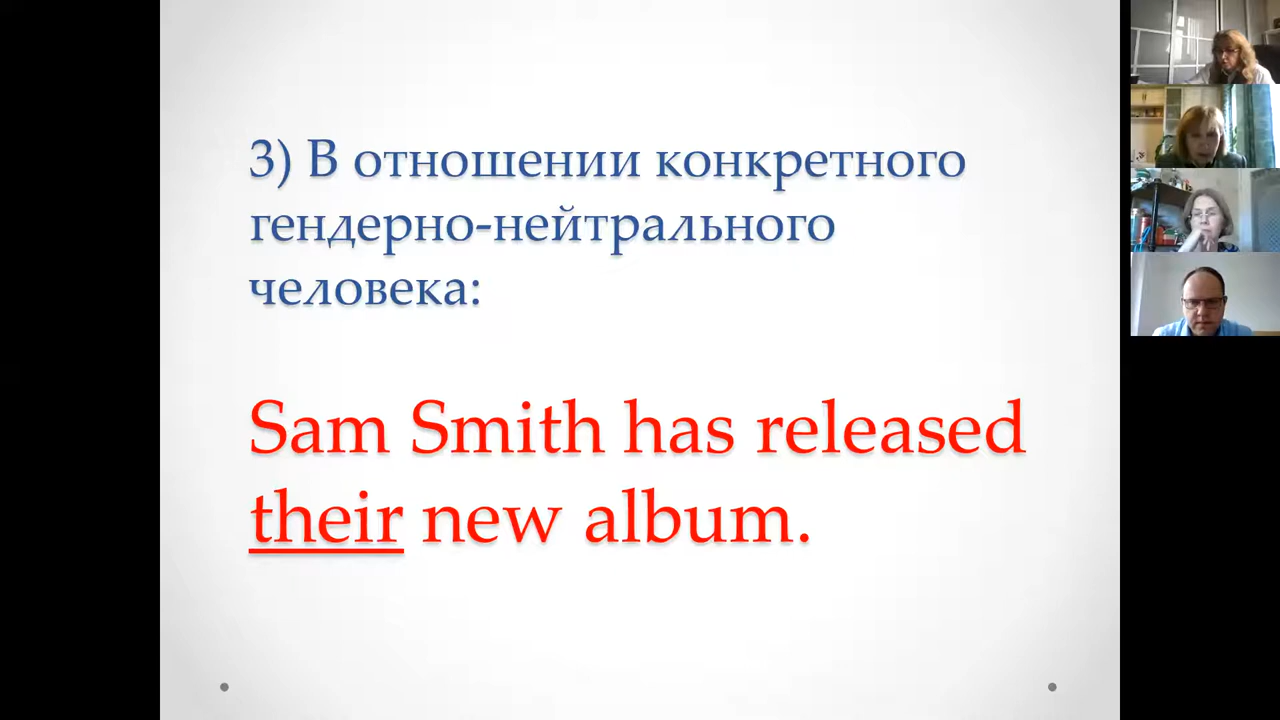 3) В отношении конкретного
гендерно-нейтрального
человека:
Sam Smith has released
their new album.